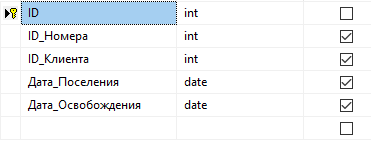 ID int
ID_Номера int
ID_Клиента int
Дата_Поселения date
Дата_Освобождения date